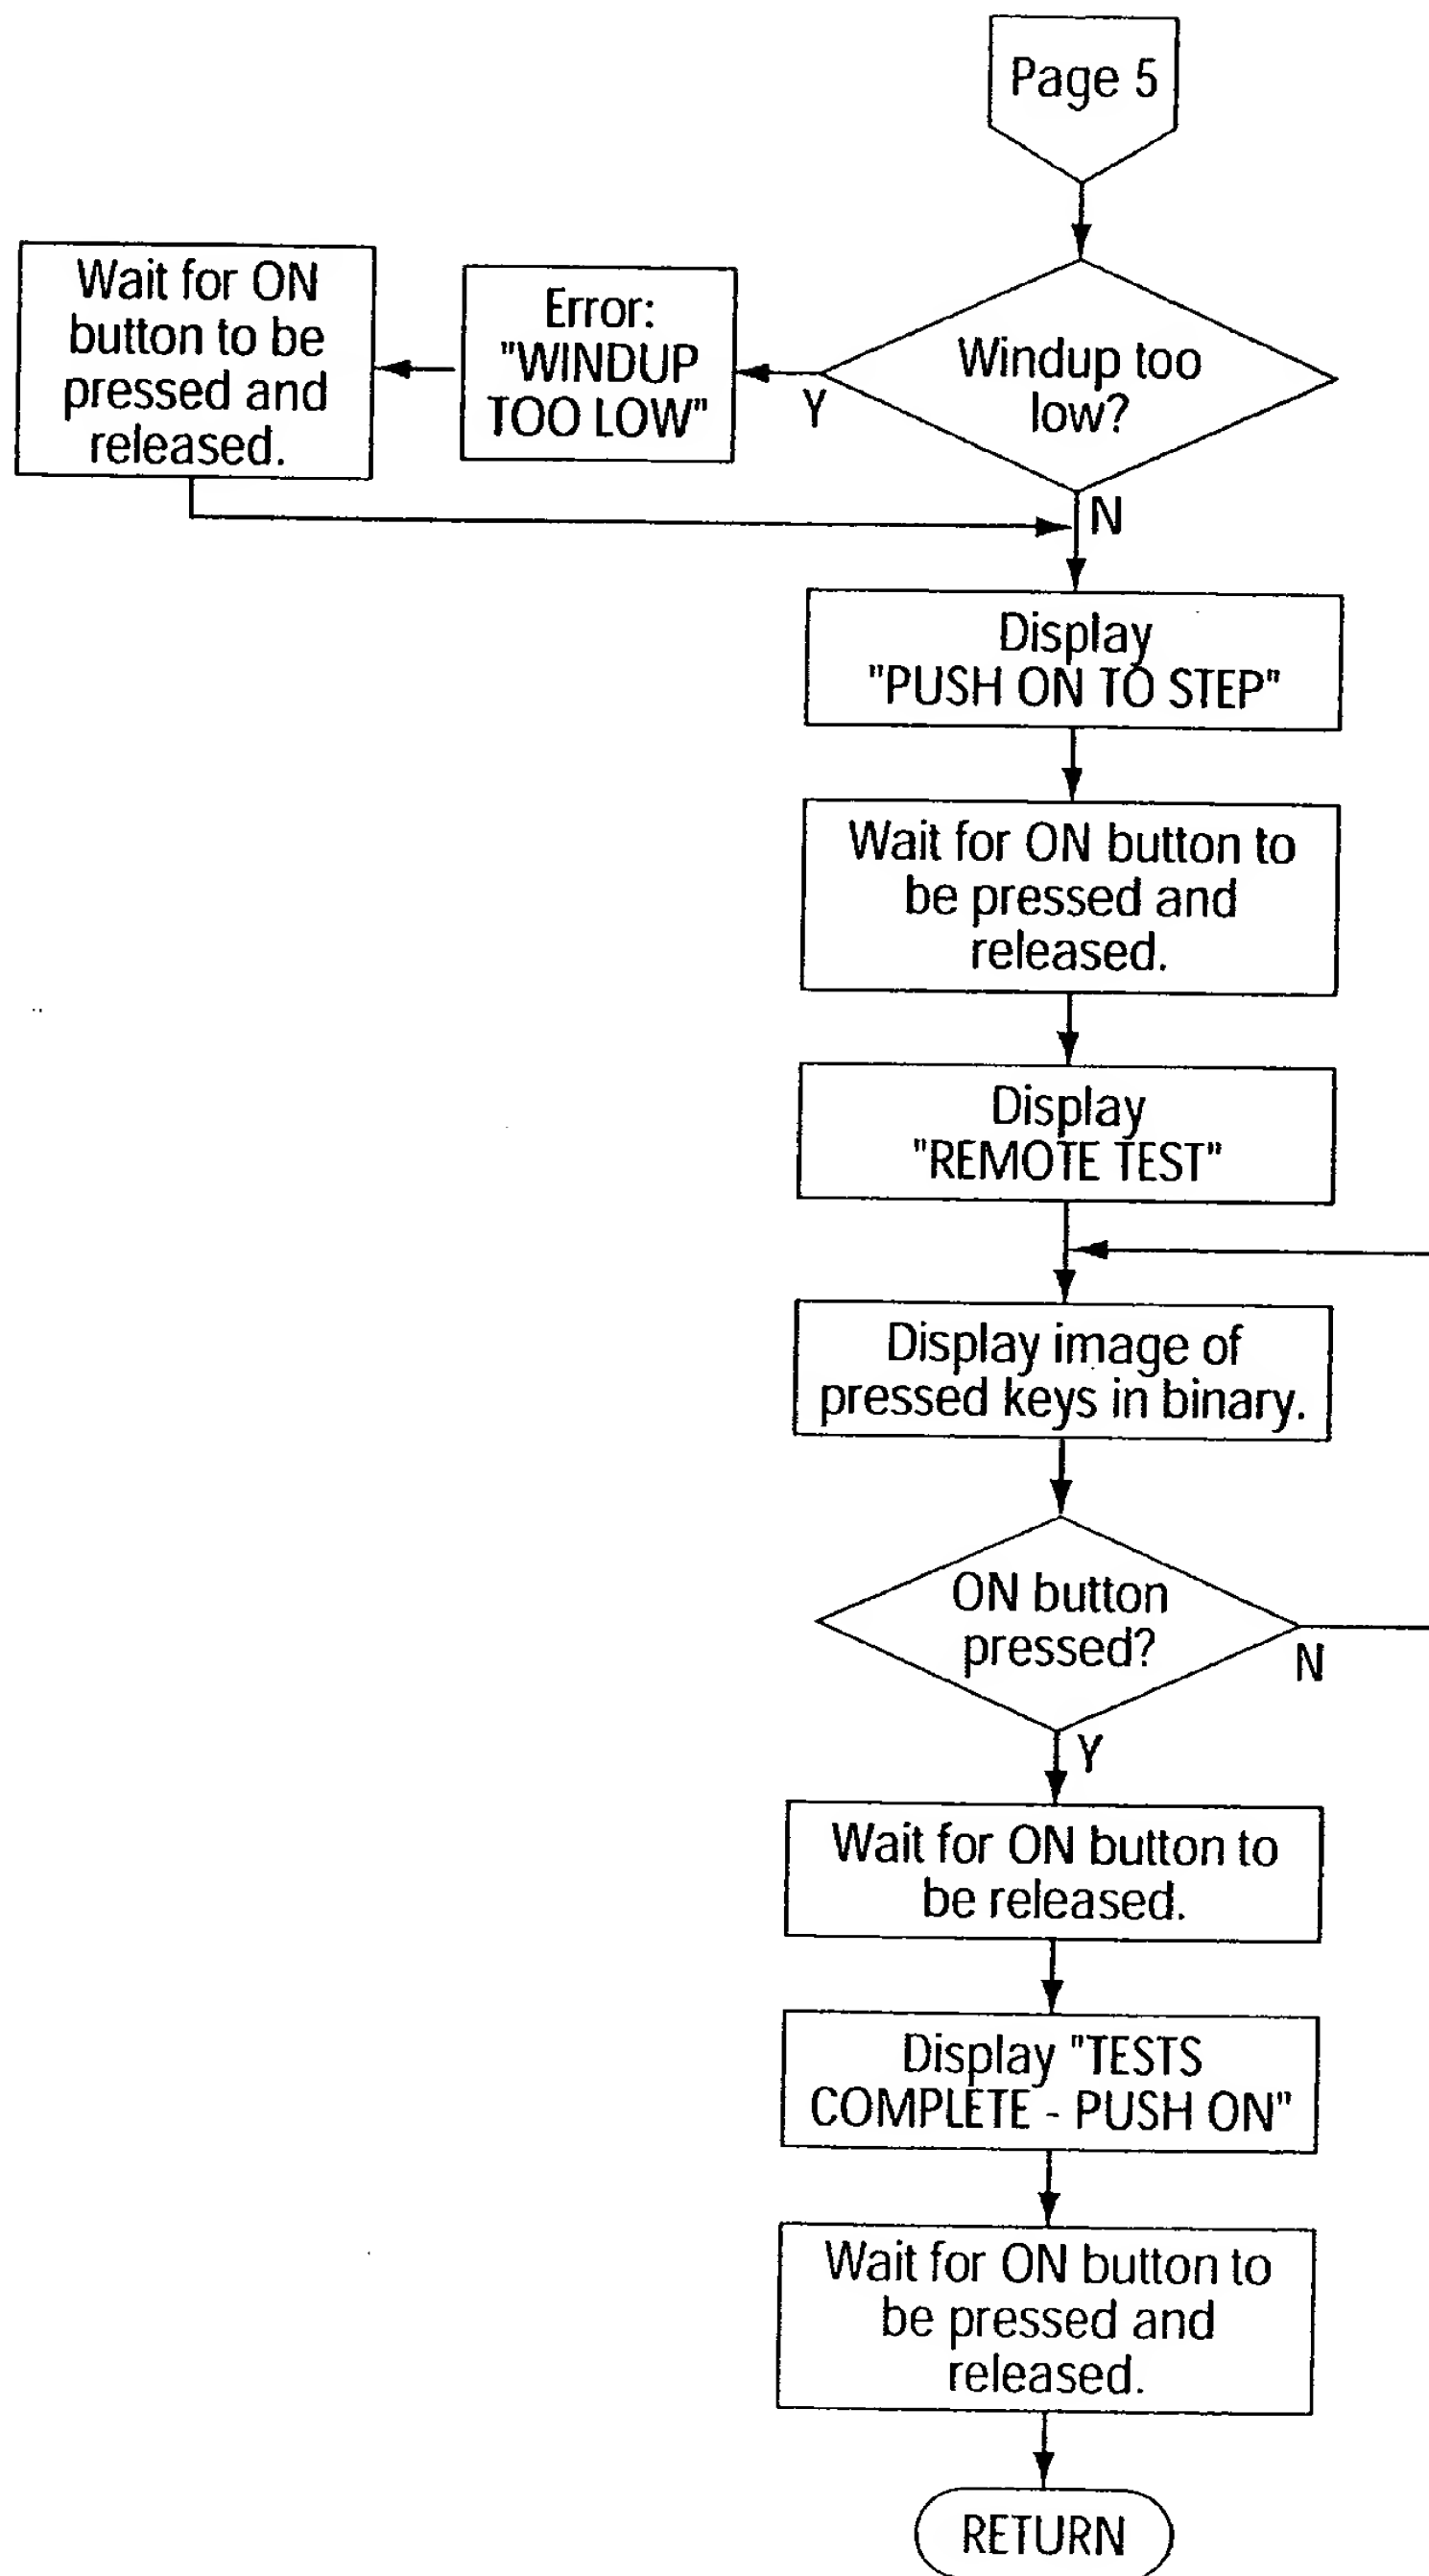 Page 5
Wait for ON
button to be
pressed and
released.
Error:
"WINDUP
TOO LOW"
Windup too
low?
Y
N
Display
"PUSH ON TO STEP"
Wait for ON button to
be pressed and
released.
Display
"REMOTE TEST"
Display image of
pressed keys in binary.
ON button
pressed?
N
Y
Wait for ON button to
be released.
Display "TESTS
COMPLETE - PUSH ON"
Wait for ON button to
be pressed and
released.
RETURN